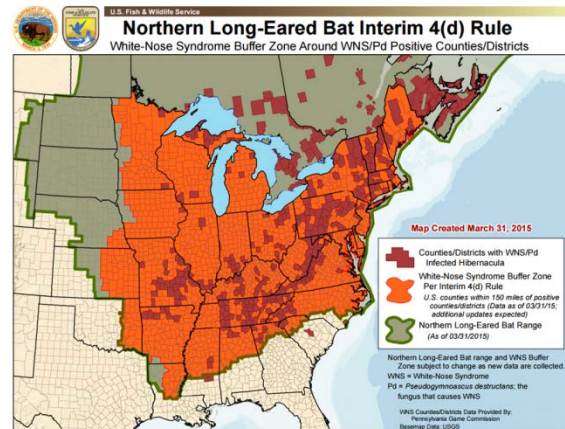 U.S. Fish & Wildlife Service
Northern Long-Eared Bat Interim 4(d) Rule
White-Nose Syndrome Buffer Zone Around WNS/Pd Positive Counties/Districts
Map Created March 31, 2015
Counties/Districts with WNS/Pd
Infected Hibernacula
White-Nose Syndrome Buffer Zone
Per Interim 4(d) Rule
U.S. counties within 150 miles of positive
counties/districts (Data as of 03/31/15;
additional updates expected)
Northern Long-Eared Bat Range
(As of 03/31/2015)
Northern Long-Eared Bat range and WNS Buffer
Zone subject to change as new data are collected.
WNS = White-Nose Syndrome
Pd = Pseudogymnoascus destructans; the
fungus that causes WNS
WNS Counties/Districts Data Provided By:
Pennsylvania Game Commission
Basemap Data: USGS